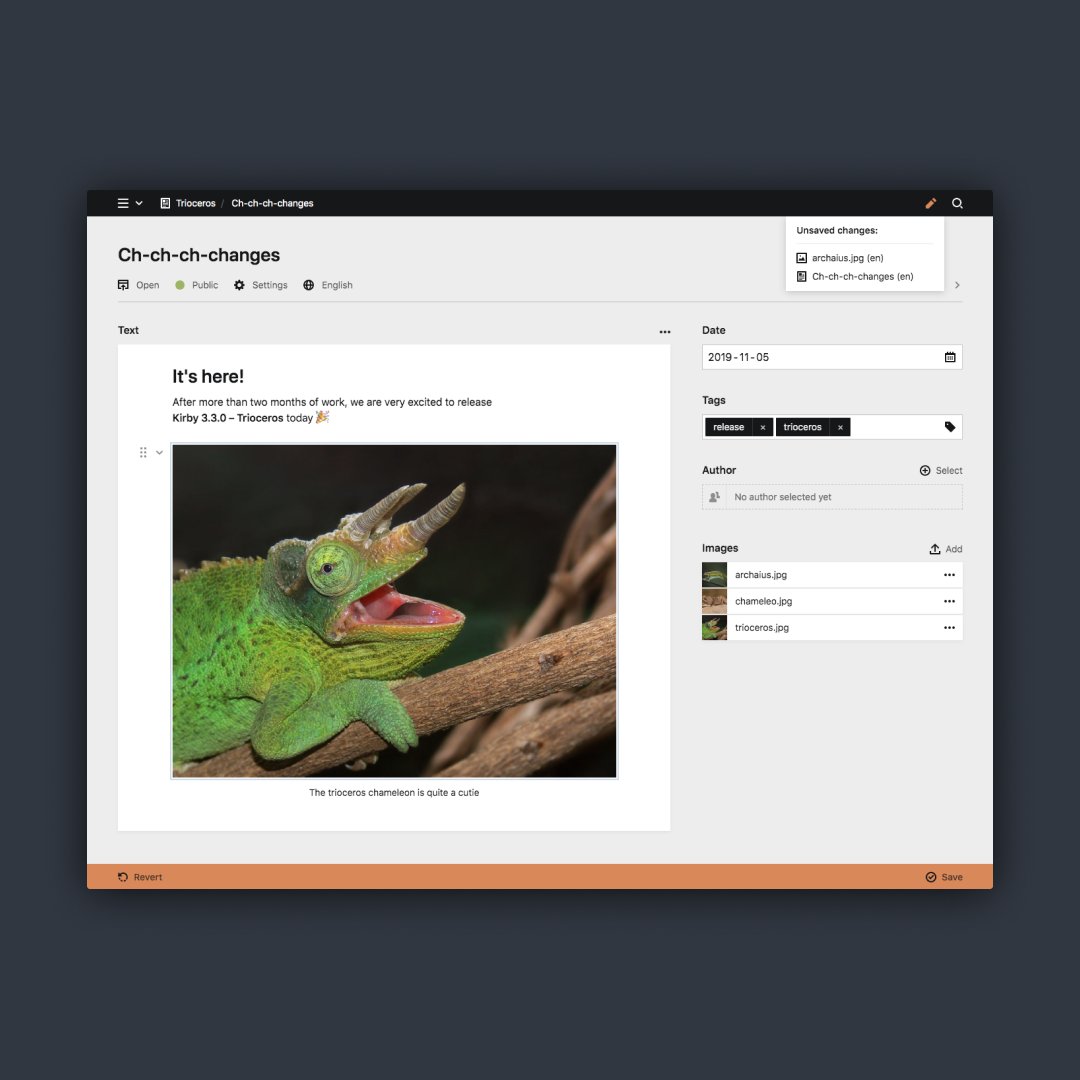 Trioceros / Ch-ch-ch-changes
Unsaved changes:
archaius.jpg (en)
Ch-ch-ch-changes (en)
Ch-ch-ch-changes
Open Public Settings English
Text
It's here!
After more than two months of work, we are very excited to release
Kirby 3.3.0 – Trioceros today 🎉
The trioceros chameleon is quite a cutie
Date
2019-11-05
Tags
release × trioceros ×
Author Select
No author selected yet
Images Add
archaius.jpg
chameleo.jpg
trioceros.jpg
Revert Save